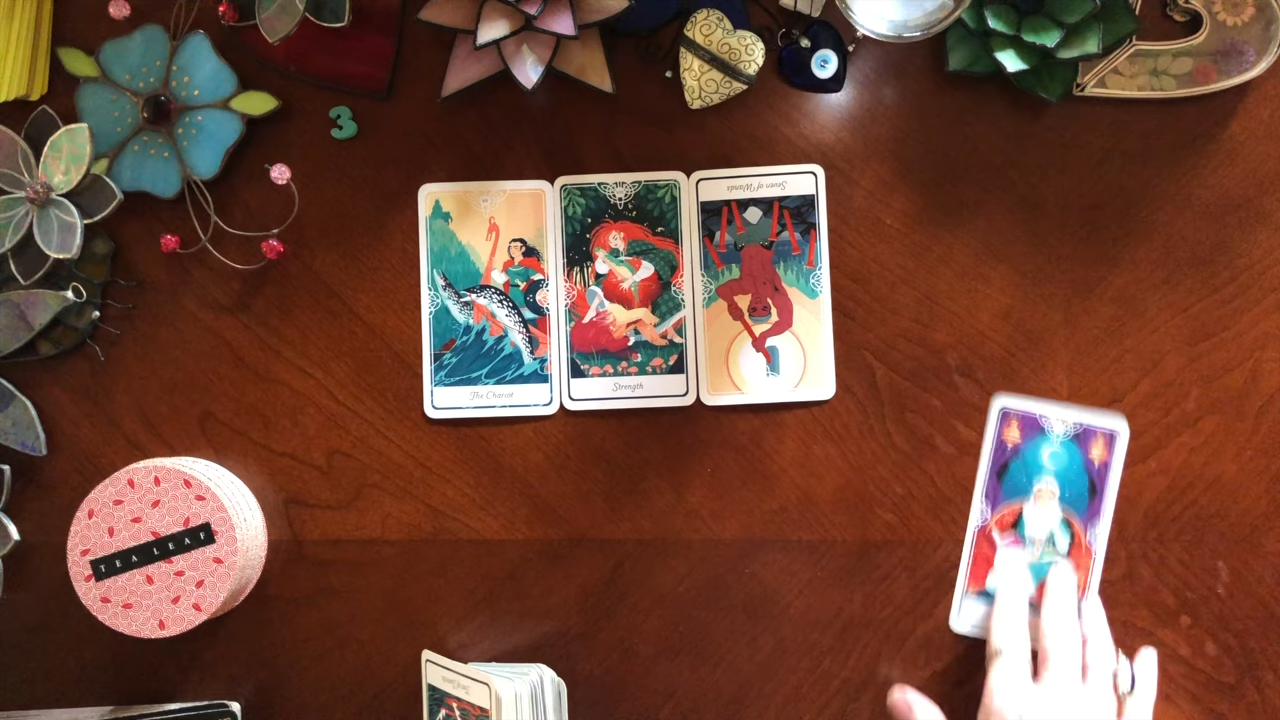 3
Seven of Wands
The Chariot
Strength
TEA LEAF